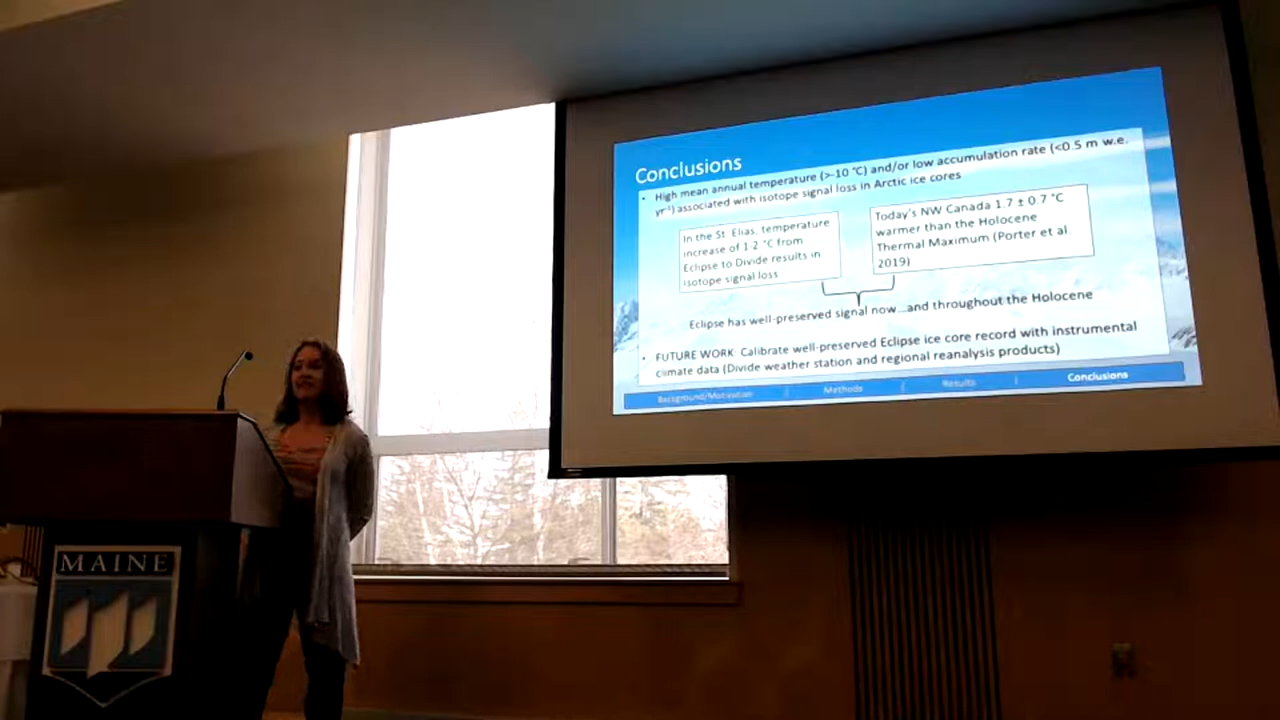 Conclusions
• High mean annual temperature (>-10 °C) and/or low accumulation rate (<0.5 m w.e.
yr⁻¹) associated with isotope signal loss in Arctic ice cores
In the St. Elias, temperature
increase of 1-2 °C from
Eclipse to Divide results in
isotope signal loss
Today's NW Canada 1.7 ± 0.7 °C
warmer than the Holocene
Thermal Maximum (Porter et al.
2019)
Eclipse has well-preserved signal now...and throughout the Holocene
• FUTURE WORK: Calibrate well-preserved Eclipse ice core record with instrumental
climate data (Divide weather station and regional reanalysis products)
Background/Motivation | Methods | Results | Conclusions
MAINE